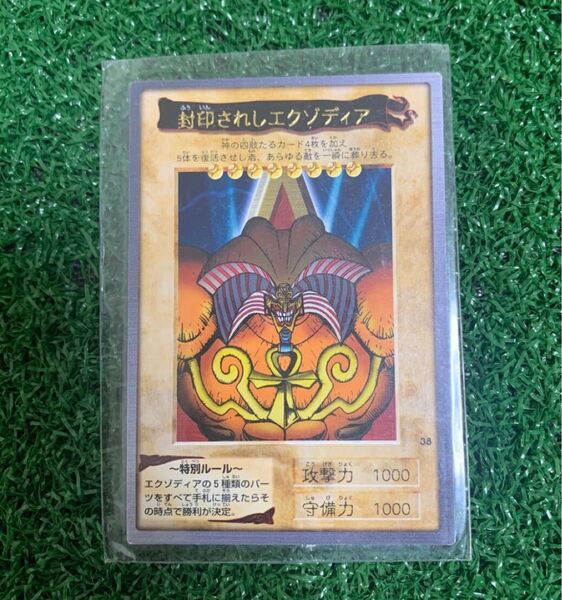 封印されしエクゾディア
神の四肢たるカード4枚を加え
5体を復活させし者、あらゆる敵を一瞬に葬り去る。
38
～特別ルール～
エクゾディアの5種類のパー
ツをすべて手札に揃えたらそ
の時点で勝利が決定。
攻撃力 1000
守備力 1000